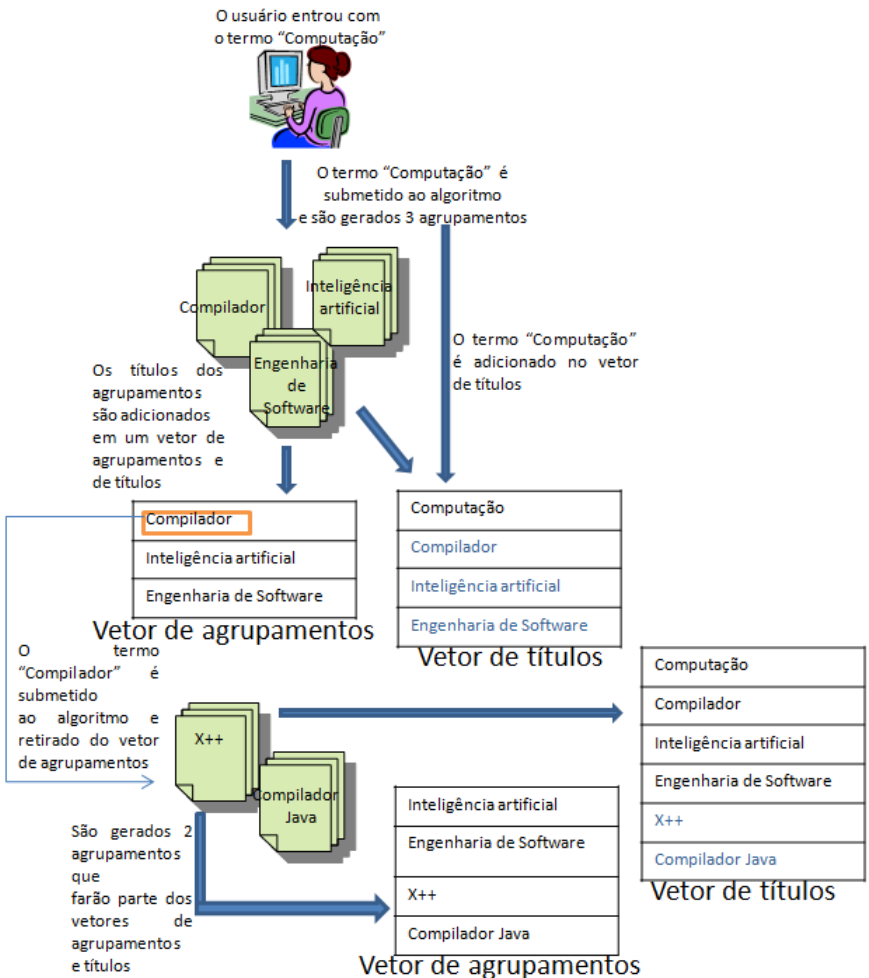 O usuário entrou com
o termo “Computação”
O termo “Computação” é
submetido ao algoritmo
e são gerados 3 agrupamentos
Compilador
Inteligência
artificial
Engenharia
de
Software
O termo “Computação”
é adicionado no vetor
de títulos
Os títulos dos
agrupamentos
são adicionados
em um vetor de
agrupamentos e
de títulos
Compilador
Inteligência artificial
Engenharia de Software
Vetor de agrupamentos
Computação
Compilador
Inteligência artificial
Engenharia de Software
Vetor de títulos
O termo
“Compilador” é
submetido
ao algoritmo e
retirado do vetor
de agrupamentos
X++
Compilador
Java
Computação
Compilador
Inteligência artificial
Engenharia de Software
X++
Compilador Java
Vetor de títulos
São gerados 2
agrupamentos
que
farão parte dos
vetores de
agrupamentos
e títulos
Inteligência artificial
Engenharia de Software
X++
Compilador Java
Vetor de agrupamentos